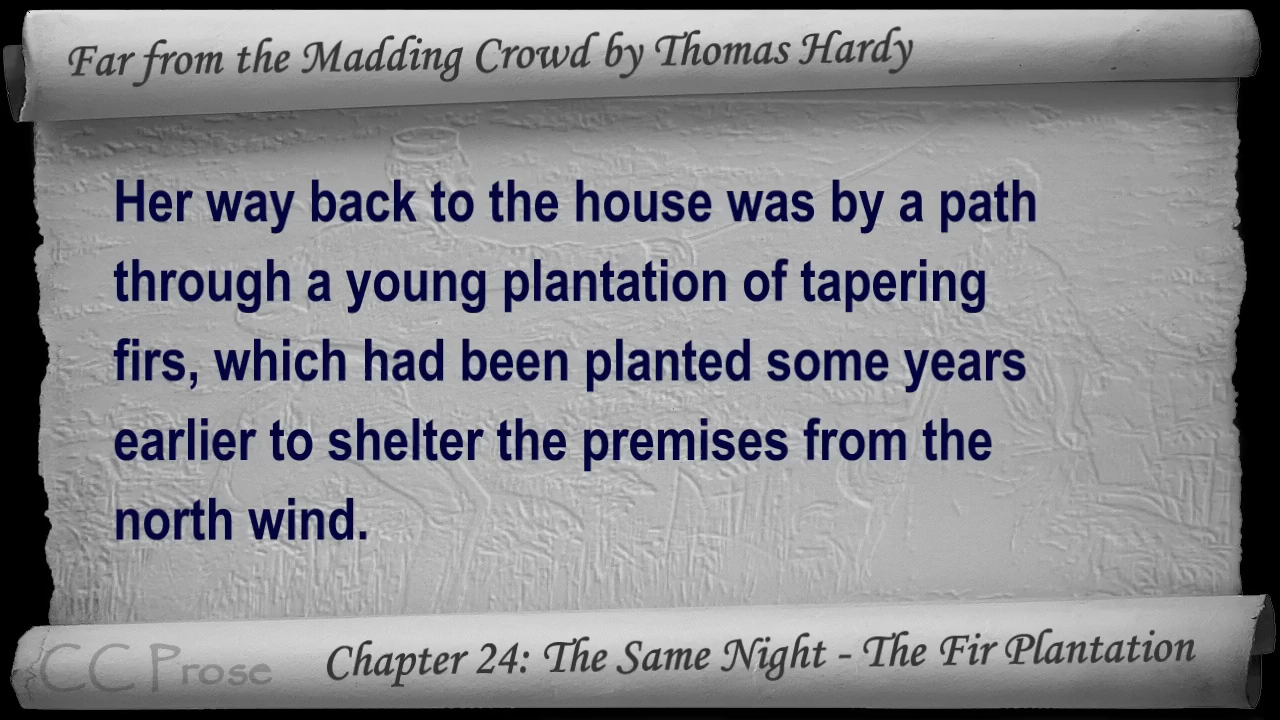 Far from the Madding Crowd by Thomas Hardy
Her way back to the house was by a path
through a young plantation of tapering
firs, which had been planted some years
earlier to shelter the premises from the
north wind.
CC Prose
Chapter 24: The Same Night - The Fir Plantation